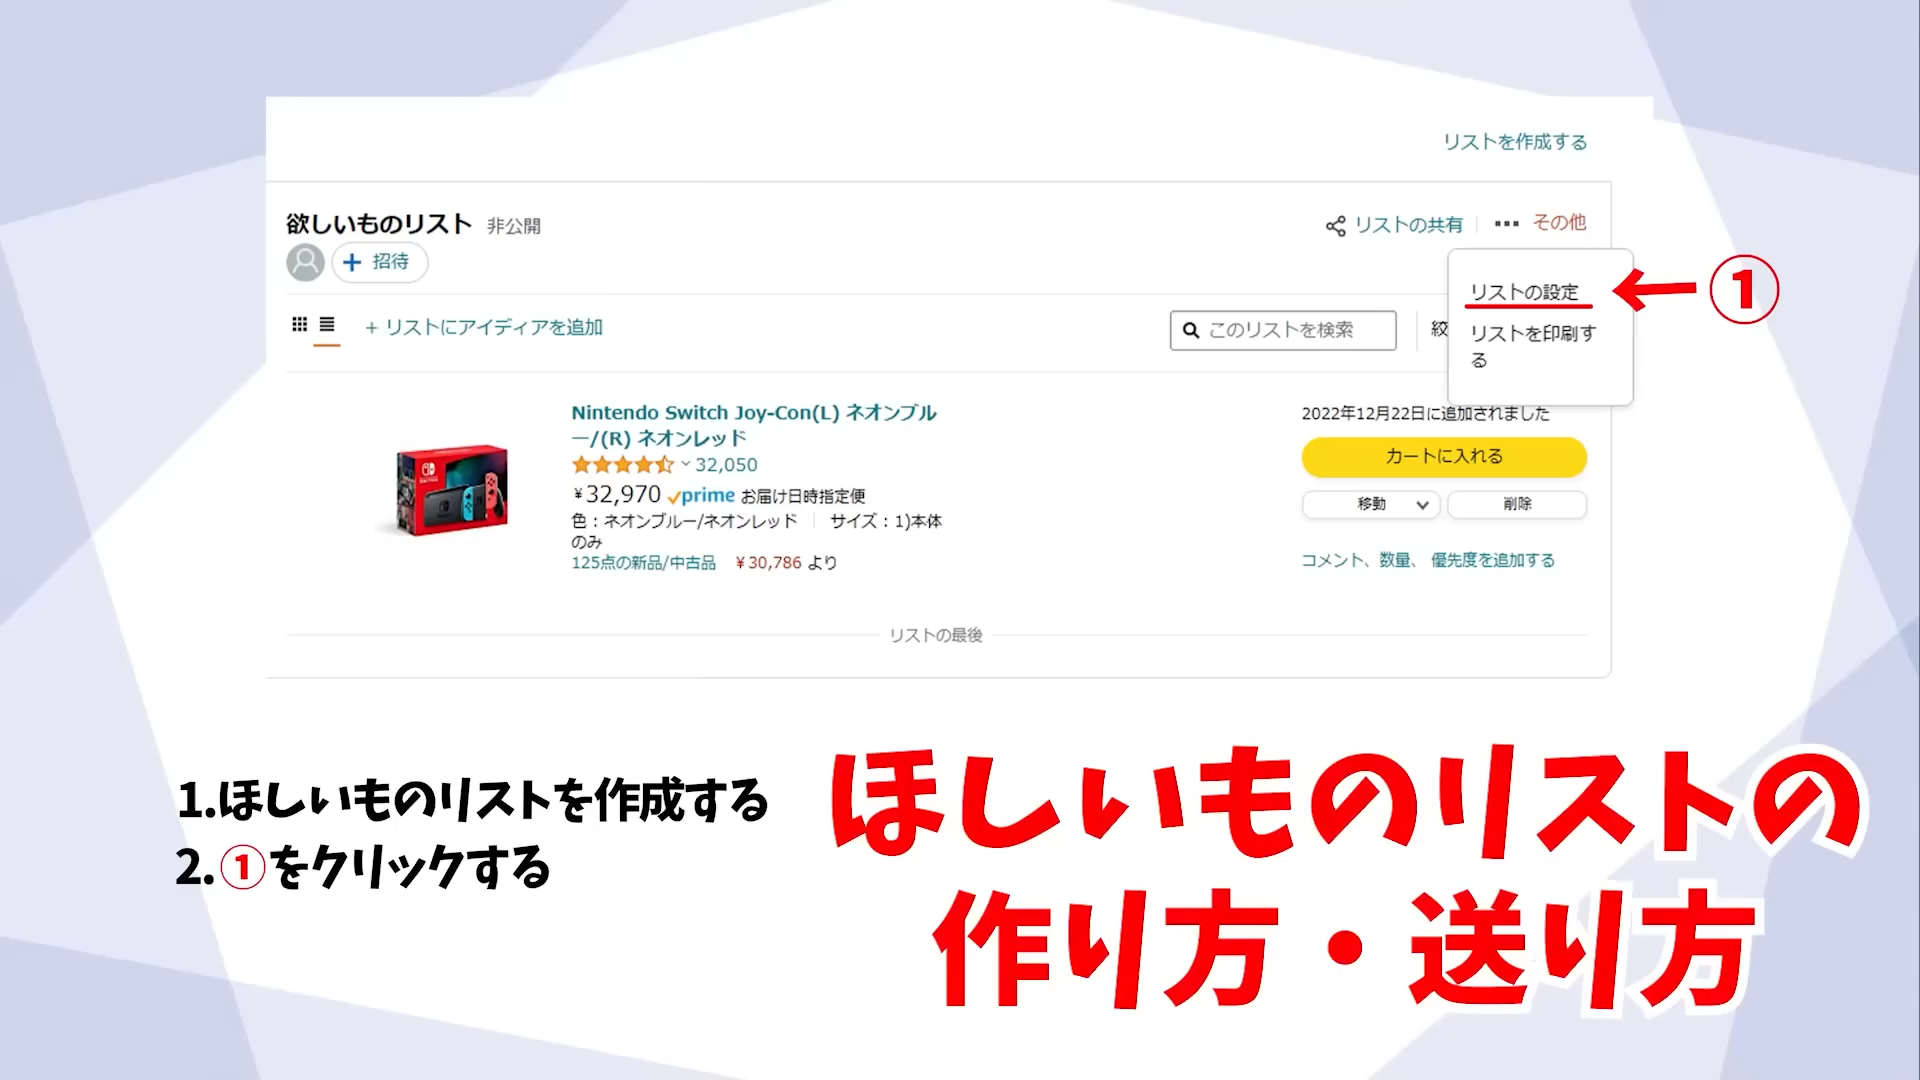 リストを作成する
欲しいものリスト 非公開
リストの共有 ••• その他
+ 招待
リストの設定
①
リストを印刷す
る
+ リストにアイディアを追加
このリストを検索
絞
Nintendo Switch Joy-Con(L) ネオンブル
ー/(R) ネオンレッド
32,050
¥32,970 prime お届け日時指定便
色：ネオンブルー/ネオンレッド | サイズ：1)本体
のみ
125点の新品/中古品 ¥30,786 より
2022年12月22日に追加されました
カートに入れる
移動
削除
コメント、数量、 優先度を追加する
リストの最後
1.ほしいものリストを作成する
2.①をクリックする
ほしいものリストの
作り方・送り方